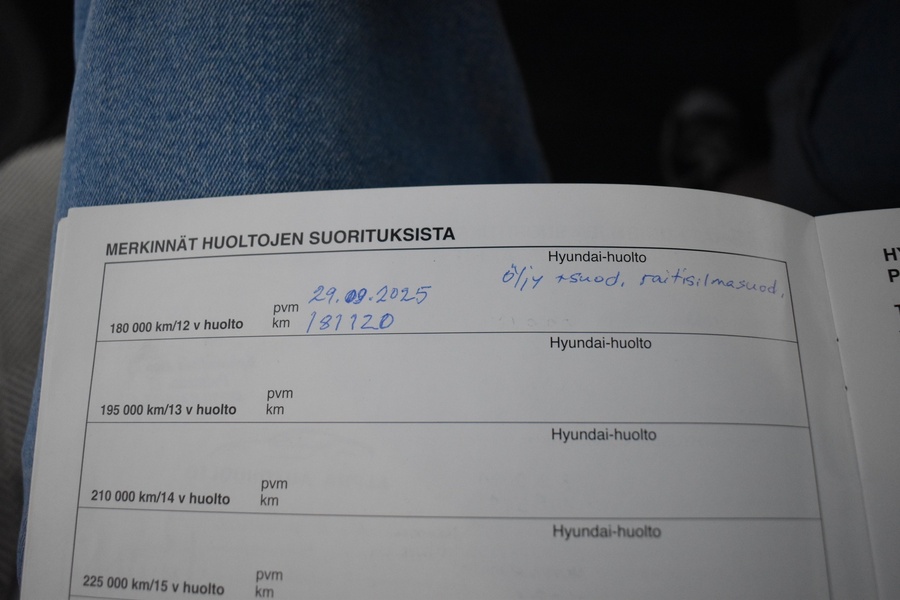 MERKINNÄT HUOLTOJEN SUORITUKSISTA
Hyundai-huolto
öljy +suod, raitisilmasuod,
pvm 29.09.2025
180 000 km/12 v huolto km 181120
Hyundai-huolto
pvm
195 000 km/13 v huolto km
Hyundai-huolto
pvm
210 000 km/14 v huolto km
Hyundai-huolto
pvm
225 000 km/15 v huolto km